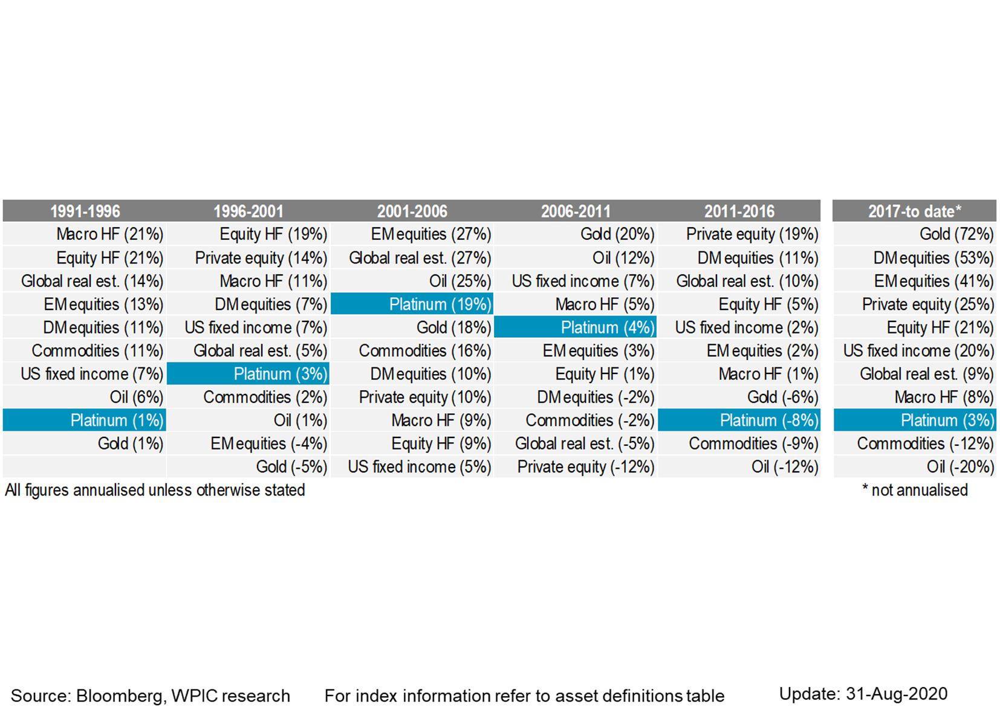 1991-1996 1996-2001 2001-2006 2006-2011 2011-2016 2017-to date*
Macro HF (21%) Equity HF (19%) EM equities (27%) Gold (20%) Private equity (19%) Gold (72%)
Equity HF (21%) Private equity (14%) Global real est. (27%) Oil (12%) DM equities (11%) DM equities (53%)
Global real est. (14%) Macro HF (11%) Oil (25%) US fixed income (7%) Global real est. (10%) EM equities (41%)
EM equities (13%) DM equities (7%) Platinum (19%) Macro HF (5%) Equity HF (5%) Private equity (25%)
DM equities (11%) US fixed income (7%) Gold (18%) Platinum (4%) US fixed income (2%) Equity HF (21%)
Commodities (11%) Global real est. (5%) Commodities (16%) EM equities (3%) EM equities (2%) US fixed income (20%)
US fixed income (7%) Platinum (3%) DM equities (10%) Equity HF (1%) Macro HF (1%) Global real est. (9%)
Oil (6%) Commodities (2%) Private equity (10%) DM equities (-2%) Gold (-6%) Macro HF (8%)
Platinum (1%) Oil (1%) Macro HF (9%) Commodities (-2%) Platinum (-8%) Platinum (3%)
Gold (1%) EM equities (-4%) Equity HF (9%) Global real est. (-5%) Commodities (-9%) Commodities (-12%)
Gold (-5%) US fixed income (5%) Private equity (-12%) Oil (-12%) Oil (-20%)
All figures annualised unless otherwise stated * not annualised
Source: Bloomberg, WPIC research For index information refer to asset definitions table Update: 31-Aug-2020